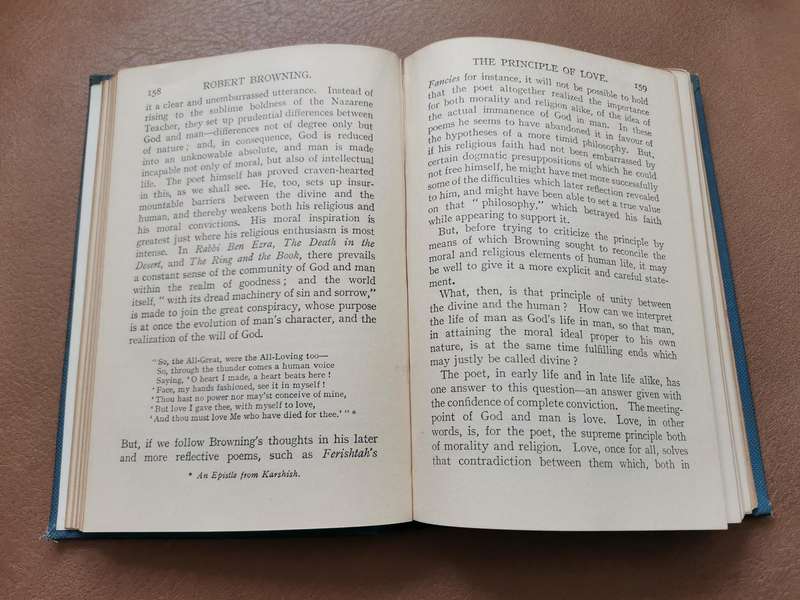 158
ROBERT BROWNING.
it a clear and unembarrassed utterance. Instead of
rising to the sublime boldness of the Nazarene
Teacher, they set up prudential differences between
God and man—differences not of degree only but
of nature; and, in consequence, God is reduced
into an unknowable absolute, and man is made
incapable not only of moral, but also of intellectual
life. The poet himself has proved craven-hearted
in this, as we shall see. He, too, sets up insur-
mountable barriers between the divine and the
human, and thereby weakens both his religious and
his moral convictions. His moral inspiration is
greatest just where his religious enthusiasm is most
intense. In Rabbi Ben Ezra, The Death in the
Desert, and The Ring and the Book, there prevails
a constant sense of the community of God and man
within the realm of goodness; and the world
itself, "with its dread machinery of sin and sorrow,"
is made to join the great conspiracy, whose purpose
is at once the evolution of man's character, and the
realization of the will of God.
"So, the All-Great, were the All-Loving too—
So, through the thunder comes a human voice
Saying, 'O heart I made, a heart beats here!
'Face, my hands fashioned, see it in myself!
'Thou hast no power nor may'st conceive of mine,
'But love I gave thee, with myself to love,
'And thou must love Me who have died for thee.'" *
But, if we follow Browning's thoughts in his later
and more reflective poems, such as Ferishtah's
* An Epistle from Karshish.
THE PRINCIPLE OF LOVE.
159
Fancies for instance, it will not be possible to hold
that the poet altogether realized the importance
for both morality and religion alike, of the idea of
the actual immanence of God in man. In these
poems he seems to have abandoned it in favour of
the hypotheses of a more timid philosophy. But,
if his religious faith had not been embarrassed by
certain dogmatic presuppositions of which he could
not free himself, he might have met more successfully
some of the difficulties which later reflection revealed
to him, and might have been able to set a true value
on that "philosophy," which betrayed his faith
while appearing to support it.
But, before trying to criticize the principle by
means of which Browning sought to reconcile the
moral and religious elements of human life, it may
be well to give it a more explicit and careful state-
ment.
What, then, is that principle of unity between
the divine and the human? How can we interpret
the life of man as God's life in man, so that man,
in attaining the moral ideal proper to his own
nature, is at the same time fulfilling ends which
may justly be called divine?
The poet, in early life and in late life alike, has
one answer to this question—an answer given with
the confidence of complete conviction. The meeting-
point of God and man is love. Love, in other
words, is, for the poet, the supreme principle both
of morality and religion. Love, once for all, solves
that contradiction between them which, both in